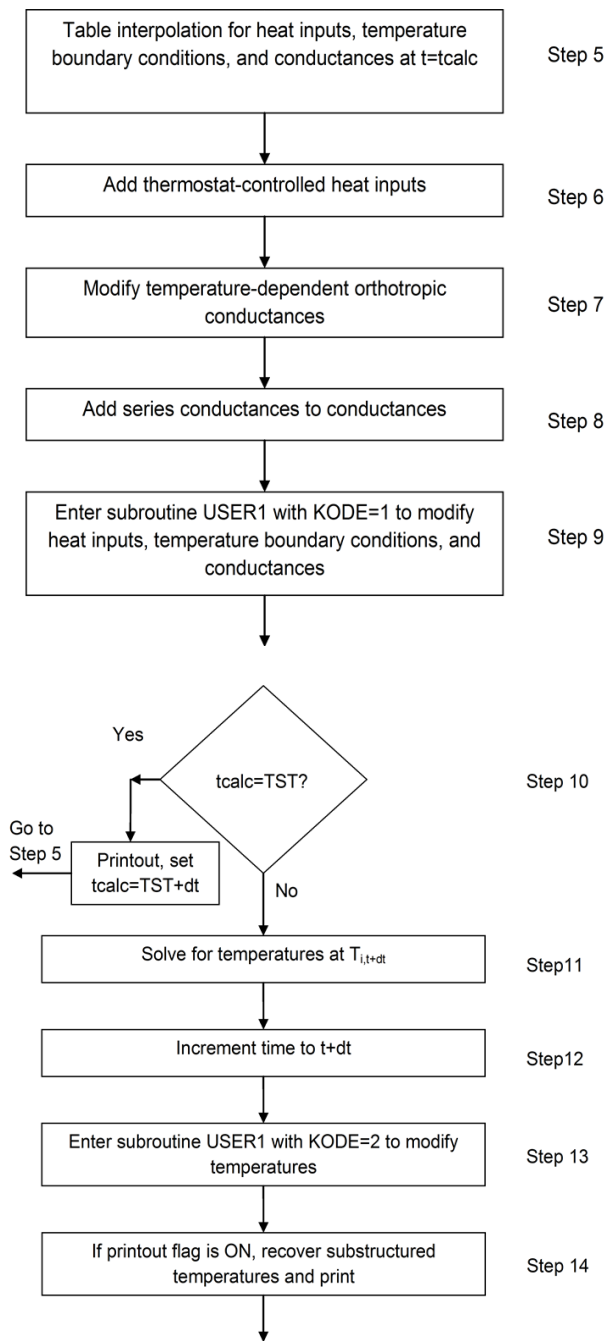 Table interpolation for heat inputs, temperature
boundary conditions, and conductances at t=tcalc
Step 5
Add thermostat-controlled heat inputs
Step 6
Modify temperature-dependent orthotropic
conductances
Step 7
Add series conductances to conductances
Step 8
Enter subroutine USER1 with KODE=1 to modify
heat inputs, temperature boundary conditions, and
conductances
Step 9
Yes
tcalc=TST?
Step 10
Go to
Step 5
Printout, set
tcalc=TST+dt
No
Solve for temperatures at Ti,t+dt
Step11
Increment time to t+dt
Step12
Enter subroutine USER1 with KODE=2 to modify
temperatures
Step 13
If printout flag is ON, recover substructured
temperatures and print
Step 14